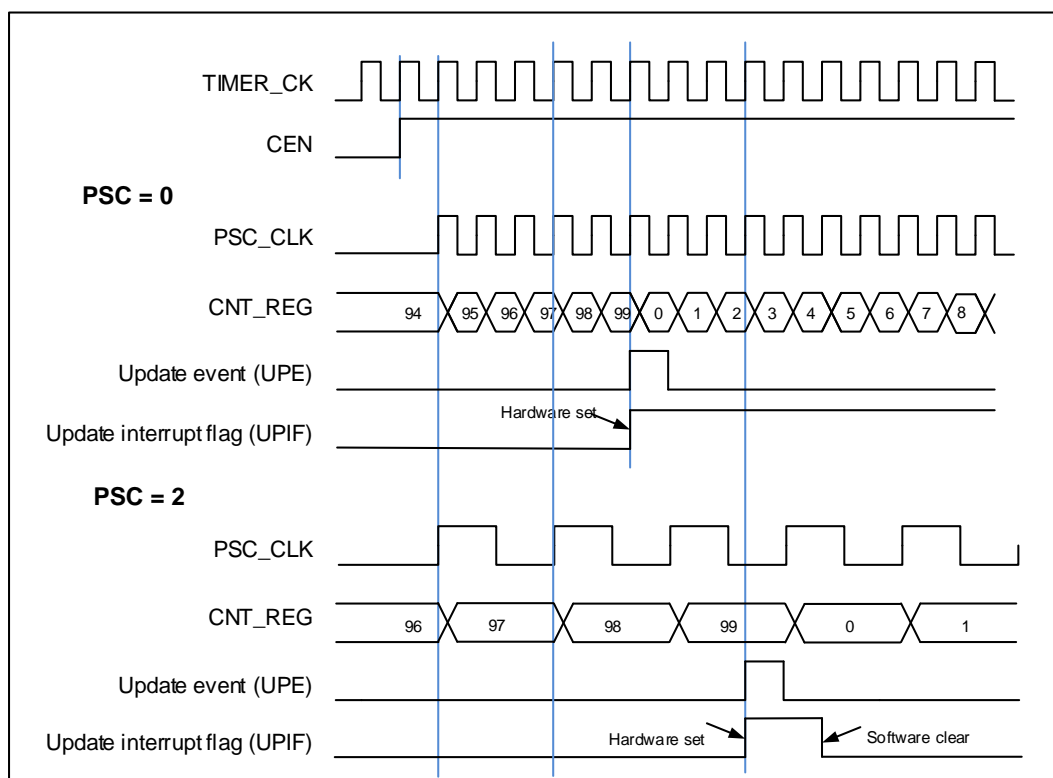 TIMER_CK
CEN
PSC = 0
PSC_CLK
CNT_REG 94 95 96 97 98 99 0 1 2 3 4 5 6 7 8
Update event (UPE)
Hardware set
Update interrupt flag (UPIF)
PSC = 2
PSC_CLK
CNT_REG 96 97 98 99 0 1
Update event (UPE)
Update interrupt flag (UPIF) Hardware set Software clear